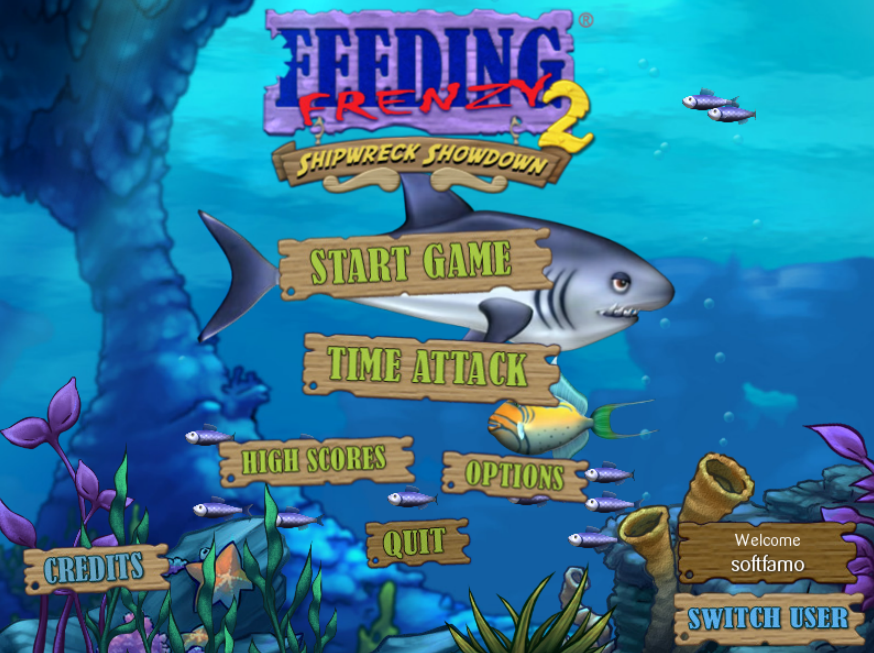 FEEDING
FRENZY 2
®
SHIPWRECK SHOWDOWN
START GAME
TIME ATTACK
HIGH SCORES
OPTIONS
QUIT
CREDITS
Welcome
softfamo
SWITCH USER